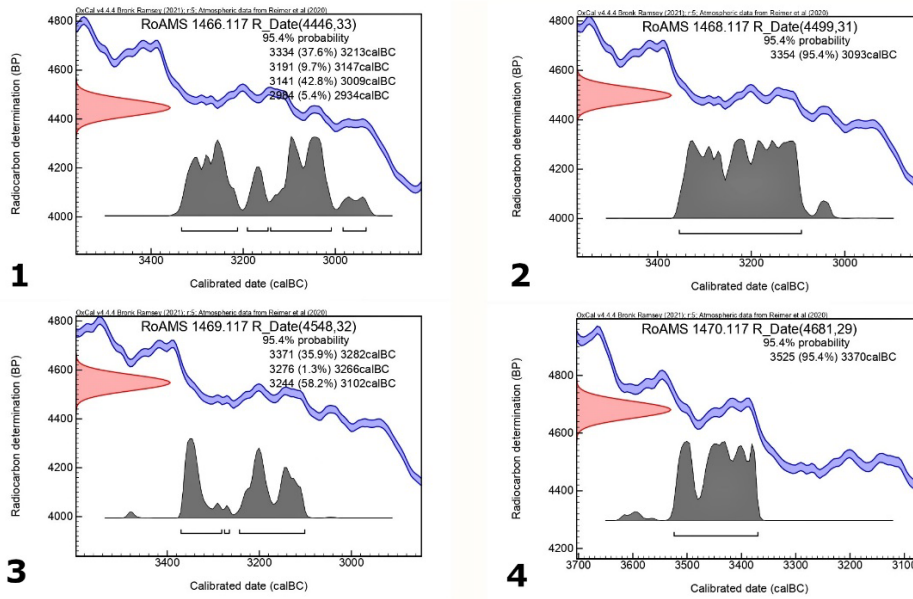 OxCal v4.4.4 Bronk Ramsey (2021); r:5; Atmospheric data from Reimer et al (2020)
RoAMS 1466.117 R_Date(4446,33)
95.4% probability
3334 (37.6%) 3213calBC
3191 (9.7%) 3147calBC
3141 (42.8%) 3009calBC
2984 (5.4%) 2934calBC
Radiocarbon determination (BP)
4800
4600
4400
4200
4000
3400 3200 3000
Calibrated date (calBC)
1
OxCal v4.4.4 Bronk Ramsey (2021); r:5; Atmospheric data from Reimer et al (2020)
RoAMS 1468.117 R_Date(4499,31)
95.4% probability
3354 (95.4%) 3093calBC
Radiocarbon determination (BP)
4800
4600
4400
4200
4000
3400 3200 3000
Calibrated date (calBC)
2
OxCal v4.4.4 Bronk Ramsey (2021); r:5; Atmospheric data from Reimer et al (2020)
RoAMS 1469.117 R_Date(4548,32)
95.4% probability
3371 (35.9%) 3282calBC
3276 (1.3%) 3266calBC
3244 (58.2%) 3102calBC
Radiocarbon determination (BP)
4800
4600
4400
4200
4000
3400 3200 3000
Calibrated date (calBC)
3
OxCal v4.4.4 Bronk Ramsey (2021); r:5; Atmospheric data from Reimer et al (2020)
RoAMS 1470.117 R_Date(4681,29)
95.4% probability
3525 (95.4%) 3370calBC
Radiocarbon determination (BP)
4800
4600
4400
4200
3700 3600 3500 3400 3300 3200 3100
Calibrated date (calBC)
4